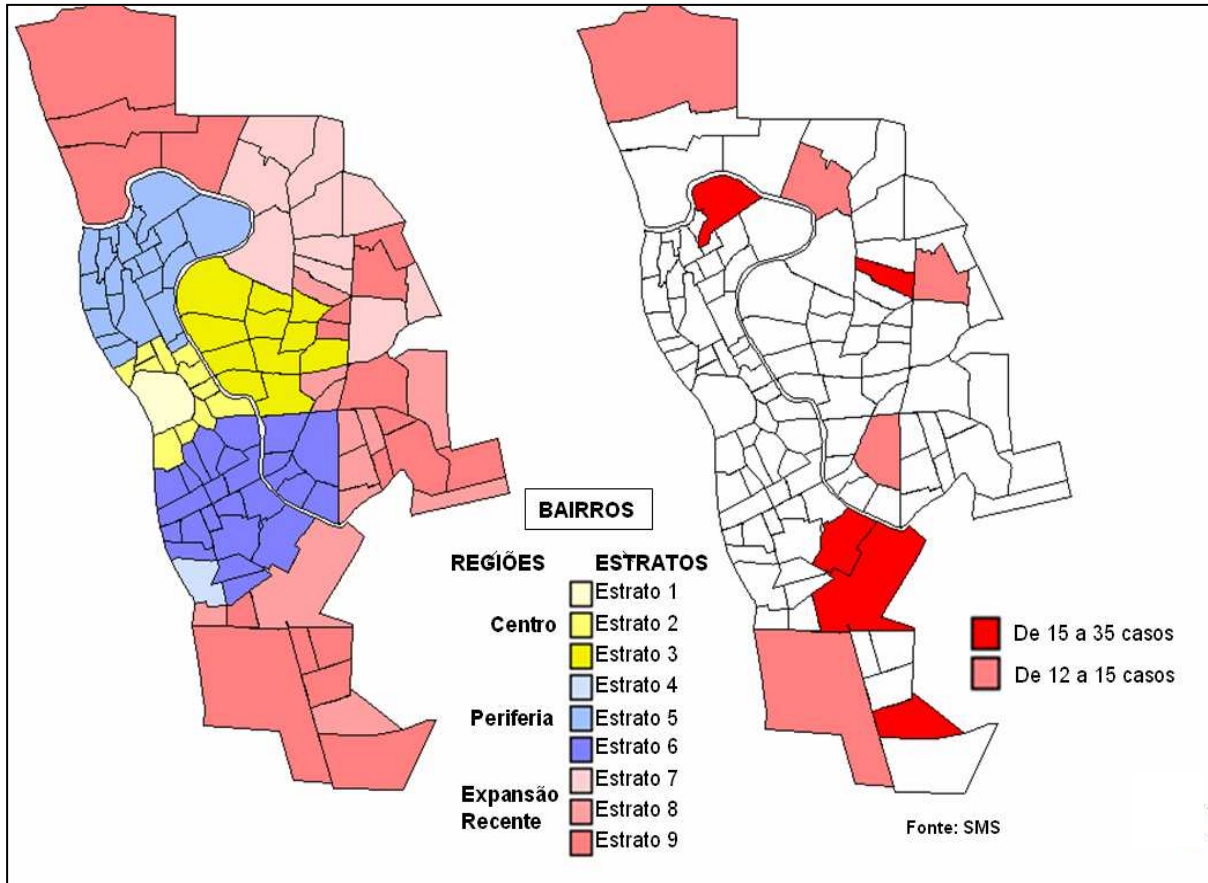 BAIRROS
REGIÕES ESTRATOS
Estrato 1
Centro Estrato 2
Estrato 3
Estrato 4
Periferia Estrato 5
Estrato 6
Estrato 7
Expansão
Recente
Estrato 8
Estrato 9
De 15 a 35 casos
De 12 a 15 casos
Fonte: SMS